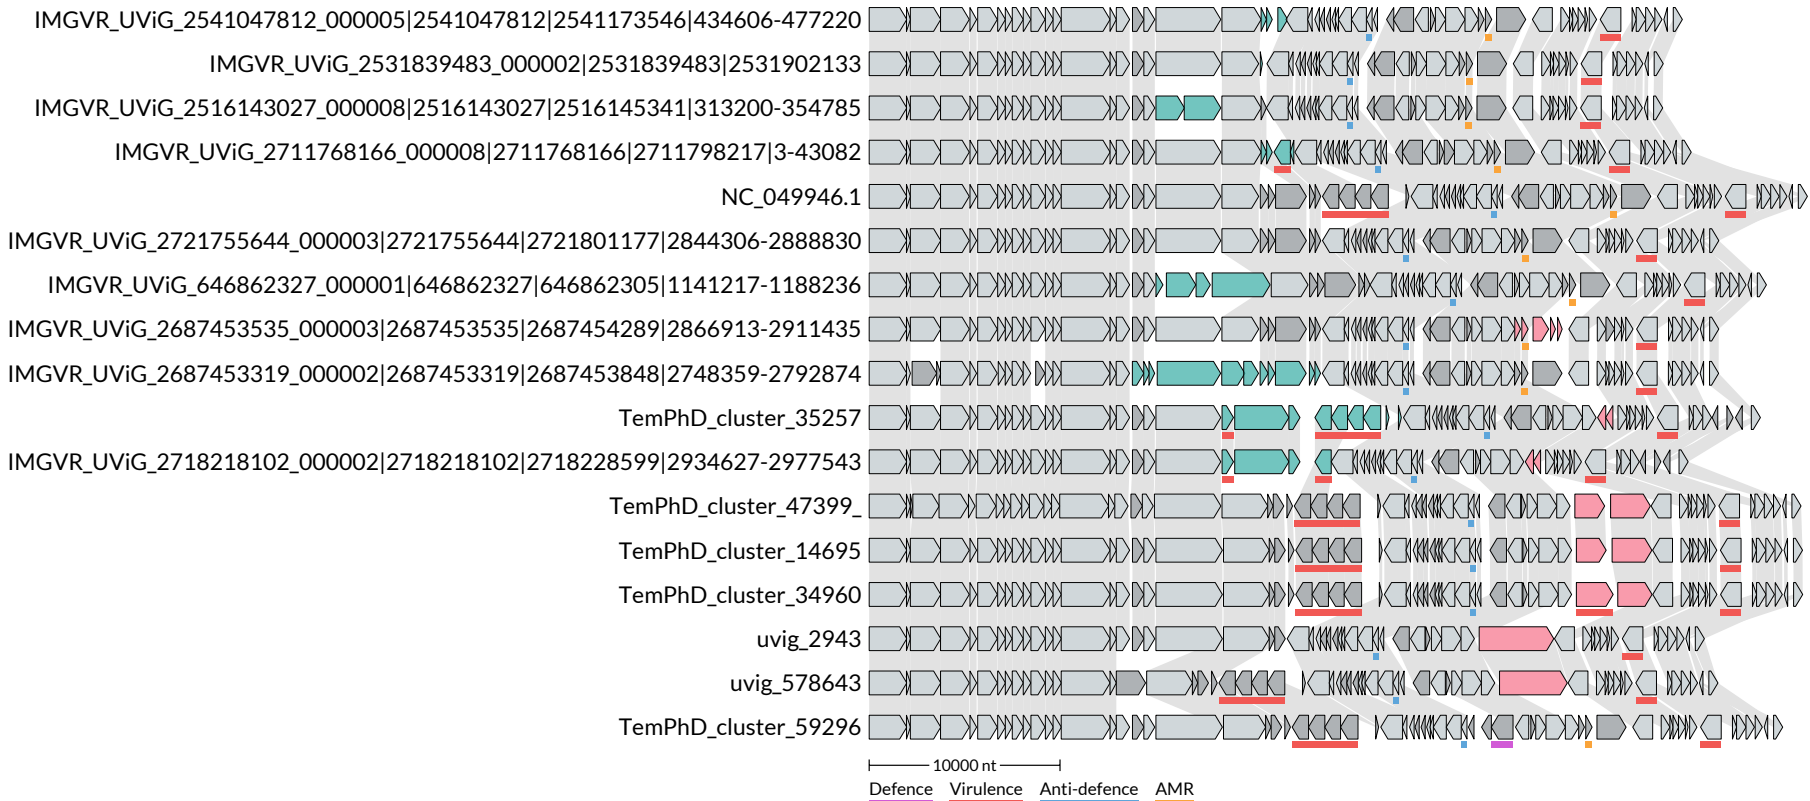 IMGVR_UViG_2541047812_000005|2541047812|2541173546|434606-477220
IMGVR_UViG_2531839483_000002|2531839483|2531902133
IMGVR_UViG_2516143027_000008|2516143027|2516145341|313200-354785
IMGVR_UViG_2711768166_000008|2711768166|2711798217|3-43082
NC_049946.1
IMGVR_UViG_2721755644_000003|2721755644|2721801177|2844306-2888830
IMGVR_UViG_646862327_000001|646862327|646862305|1141217-1188236
IMGVR_UViG_2687453535_000003|2687453535|2687454289|2866913-2911435
IMGVR_UViG_2687453319_000002|2687453319|2687453848|2748359-2792874
TemPhD_cluster_35257
IMGVR_UViG_2718218102_000002|2718218102|2718228599|2934627-2977543
TemPhD_cluster_47399_
TemPhD_cluster_14695
TemPhD_cluster_34960
uvig_2943
uvig_578643
TemPhD_cluster_59296
10000 nt
Defence Virulence Anti-defence AMR